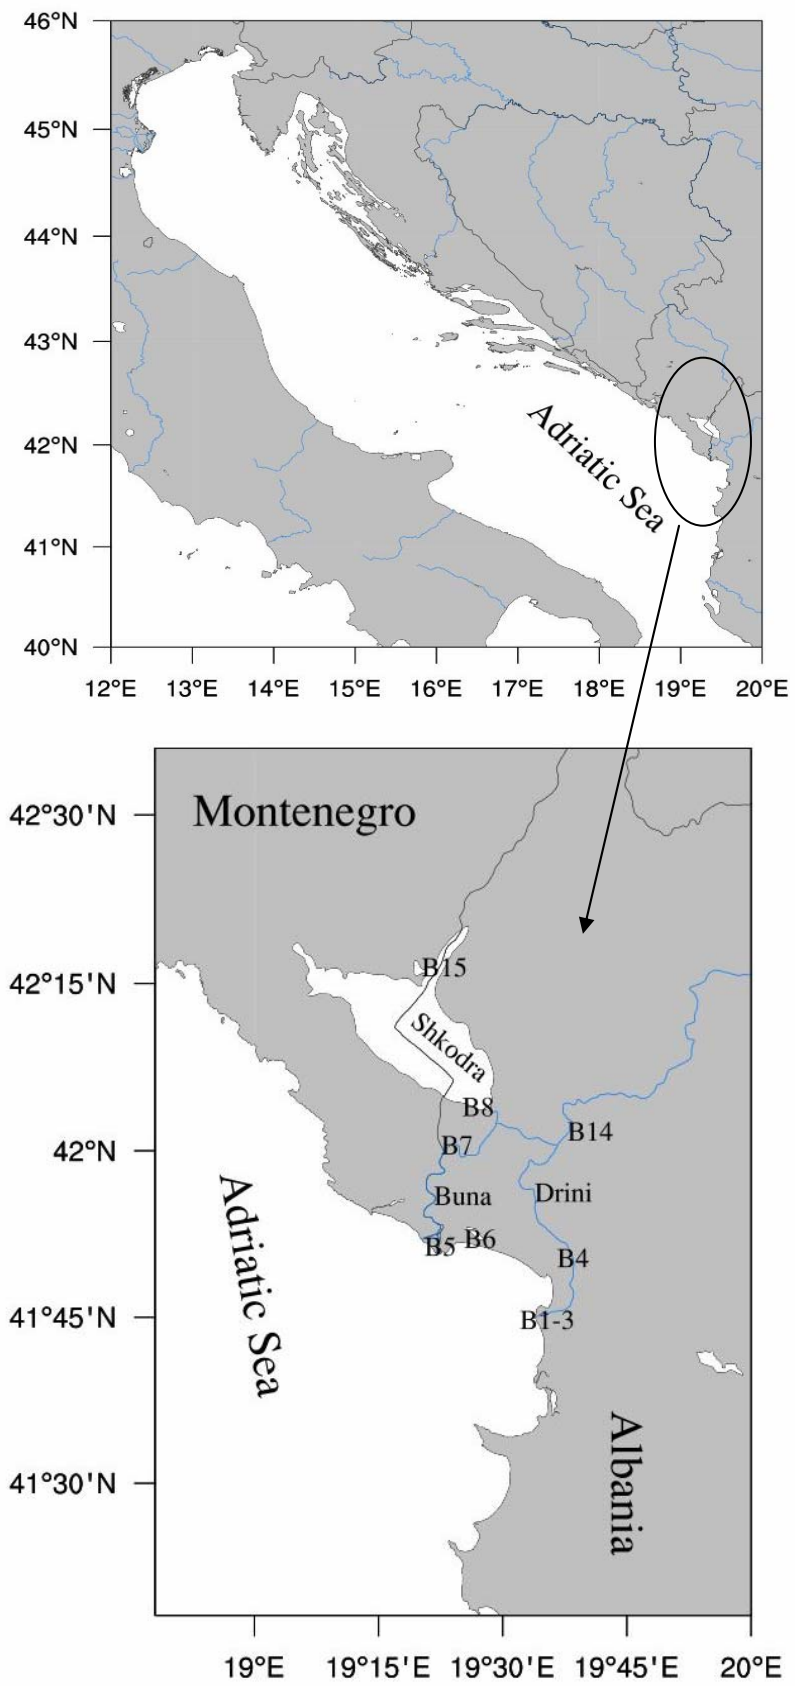 46°N
45°N
44°N
43°N
42°N
41°N
40°N
Adriatic Sea
12°E 13°E 14°E 15°E 16°E 17°E 18°E 19°E 20°E
42°30'N
42°15'N
42°N
41°45'N
41°30'N
Montenegro
B15
Shkodra
B8
B7
B14
Buna
Drini
B5
B6
B4
B1-3
Adriatic Sea
Albania
19°E 19°15'E 19°30'E 19°45'E 20°E